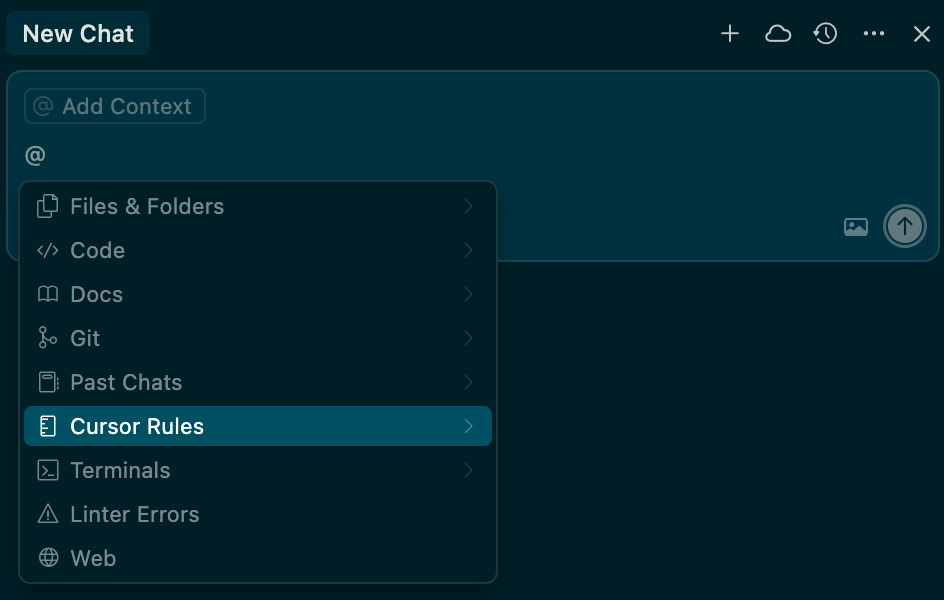 New Chat
@ Add Context
@
Files & Folders
Code
Docs
Git
Past Chats
Cursor Rules
Terminals
Linter Errors
Web